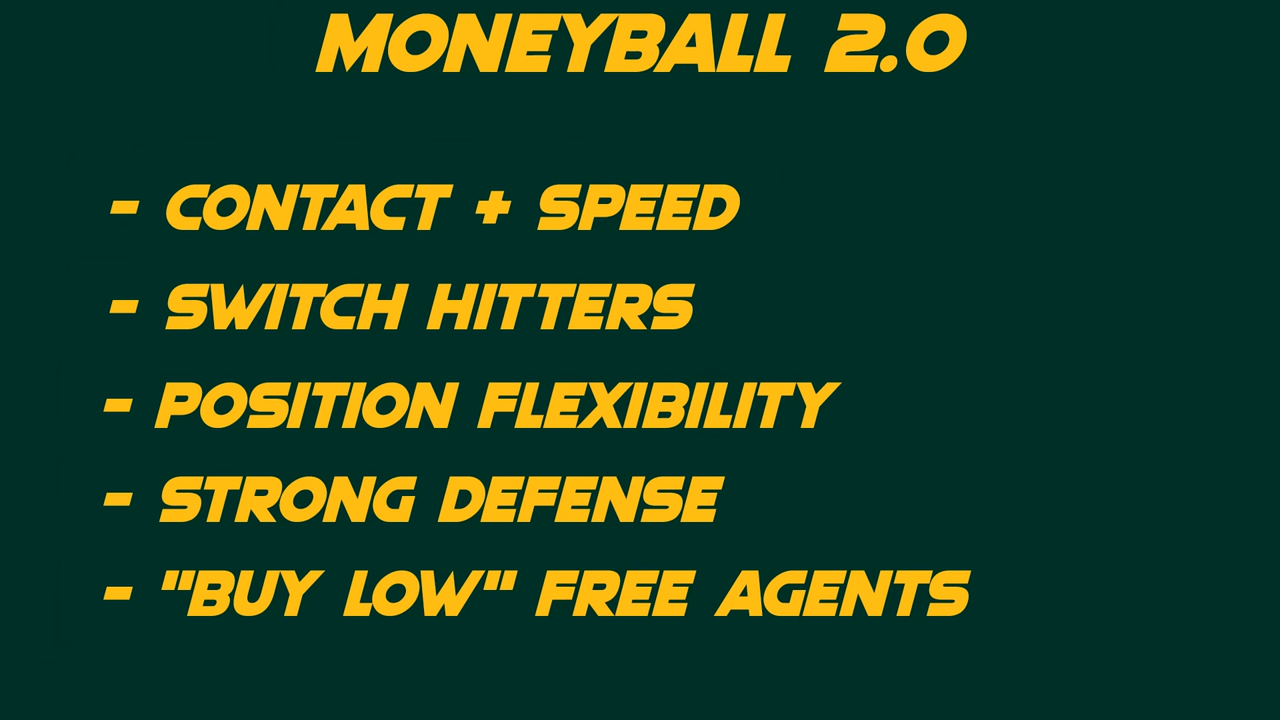 MONEYBALL 2.0
- CONTACT + SPEED
- SWITCH HITTERS
- POSITION FLEXIBILITY
- STRONG DEFENSE
- "BUY LOW" FREE AGENTS